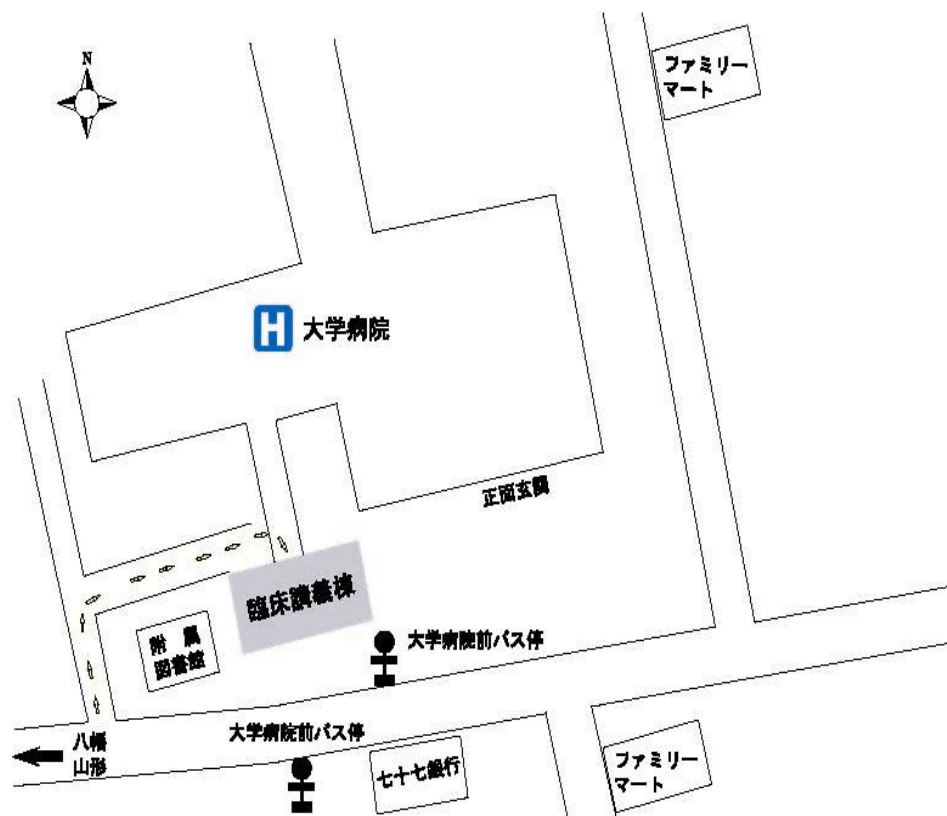 N
ファミリー
マート
H
大学病院
正面玄関
臨床講義棟
附属
図書館
大学病院前バス停
大学病院前バス停
八幡
山形
七十七銀行
ファミリー
マート